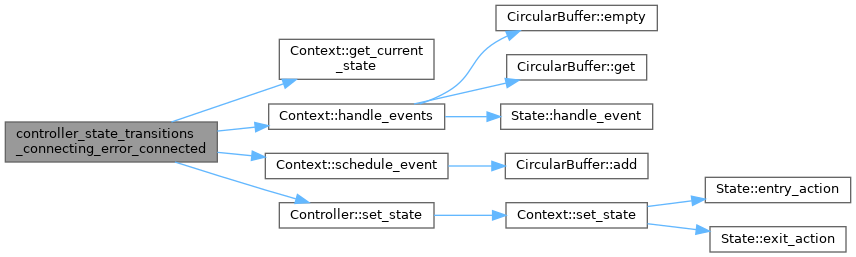 controller_state_transitions
_connecting_error_connected
Context::get_current
_state
Context::handle_events
CircularBuffer::empty
CircularBuffer::get
State::handle_event
Context::schedule_event
CircularBuffer::add
Controller::set_state
Context::set_state
State::entry_action
State::exit_action